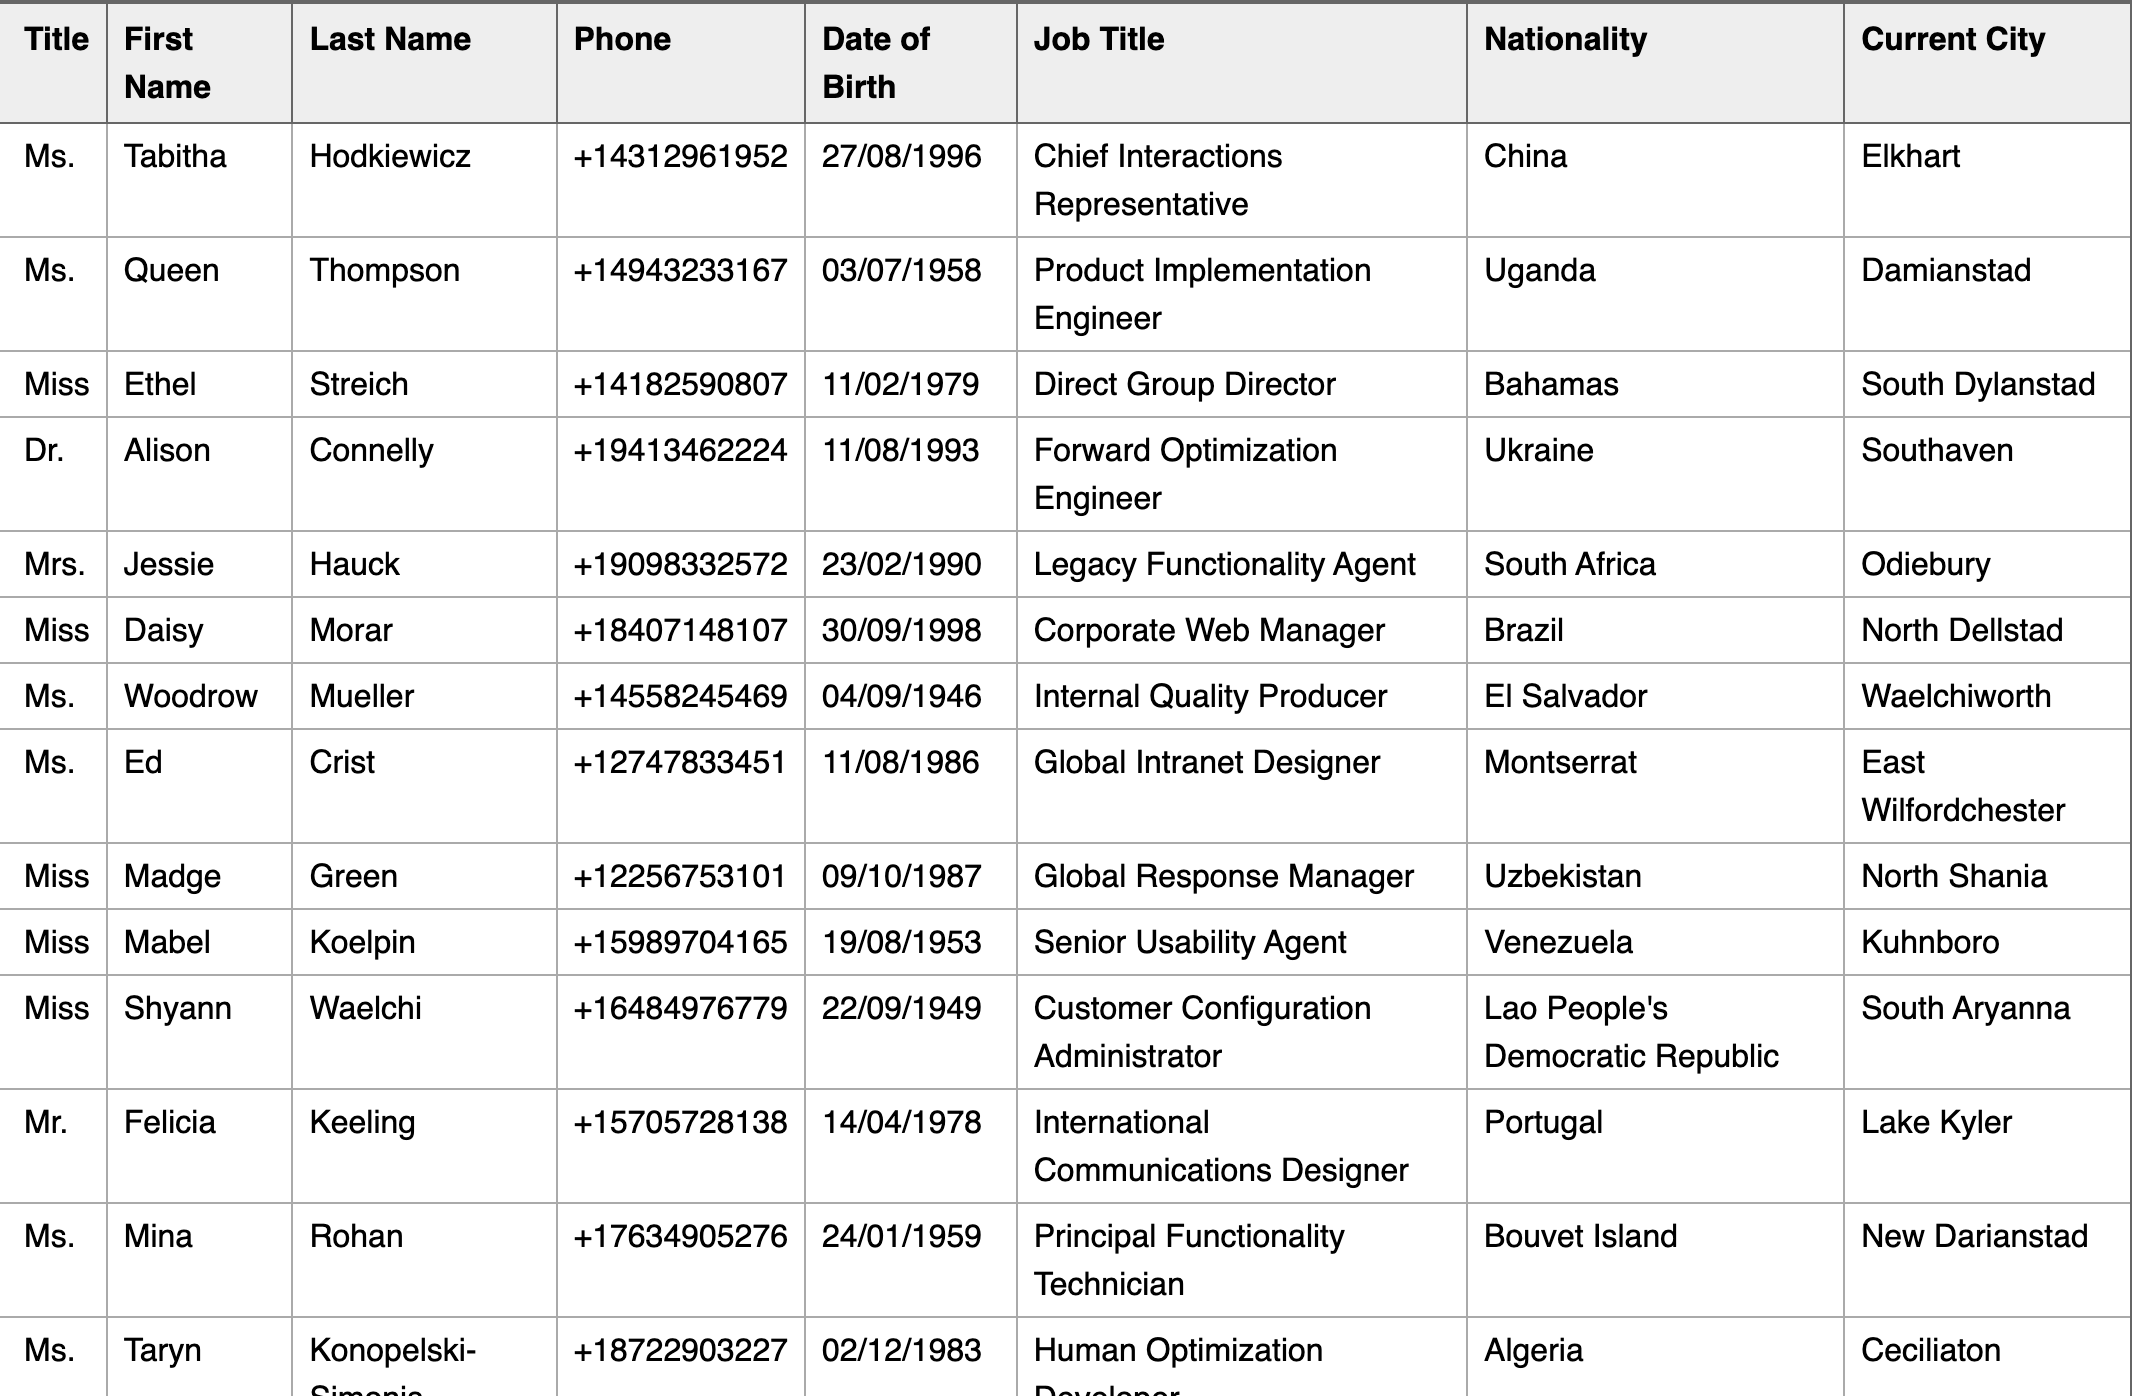 Title First Name Last Name Phone Date of Birth Job Title Nationality Current City
Ms. Tabitha Hodkiewicz +14312961952 27/08/1996 Chief Interactions Representative China Elkhart
Ms. Queen Thompson +14943233167 03/07/1958 Product Implementation Engineer Uganda Damianstad
Miss Ethel Streich +14182590807 11/02/1979 Direct Group Director Bahamas South Dylanstad
Dr. Alison Connelly +19413462224 11/08/1993 Forward Optimization Engineer Ukraine Southaven
Mrs. Jessie Hauck +19098332572 23/02/1990 Legacy Functionality Agent South Africa Odiebury
Miss Daisy Morar +18407148107 30/09/1998 Corporate Web Manager Brazil North Dellstad
Ms. Woodrow Mueller +14558245469 04/09/1946 Internal Quality Producer El Salvador Waelchiworth
Ms. Ed Crist +12747833451 11/08/1986 Global Intranet Designer Montserrat East Wilfordchester
Miss Madge Green +12256753101 09/10/1987 Global Response Manager Uzbekistan North Shania
Miss Mabel Koelpin +15989704165 19/08/1953 Senior Usability Agent Venezuela Kuhnboro
Miss Shyann Waelchi +16484976779 22/09/1949 Customer Configuration Administrator Lao People's Democratic Republic South Aryanna
Mr. Felicia Keeling +15705728138 14/04/1978 International Communications Designer Portugal Lake Kyler
Ms. Mina Rohan +17634905276 24/01/1959 Principal Functionality Technician Bouvet Island New Darianstad
Ms. Taryn Konopelski- +18722903227 02/12/1983 Human Optimization Algeria Ceciliaton